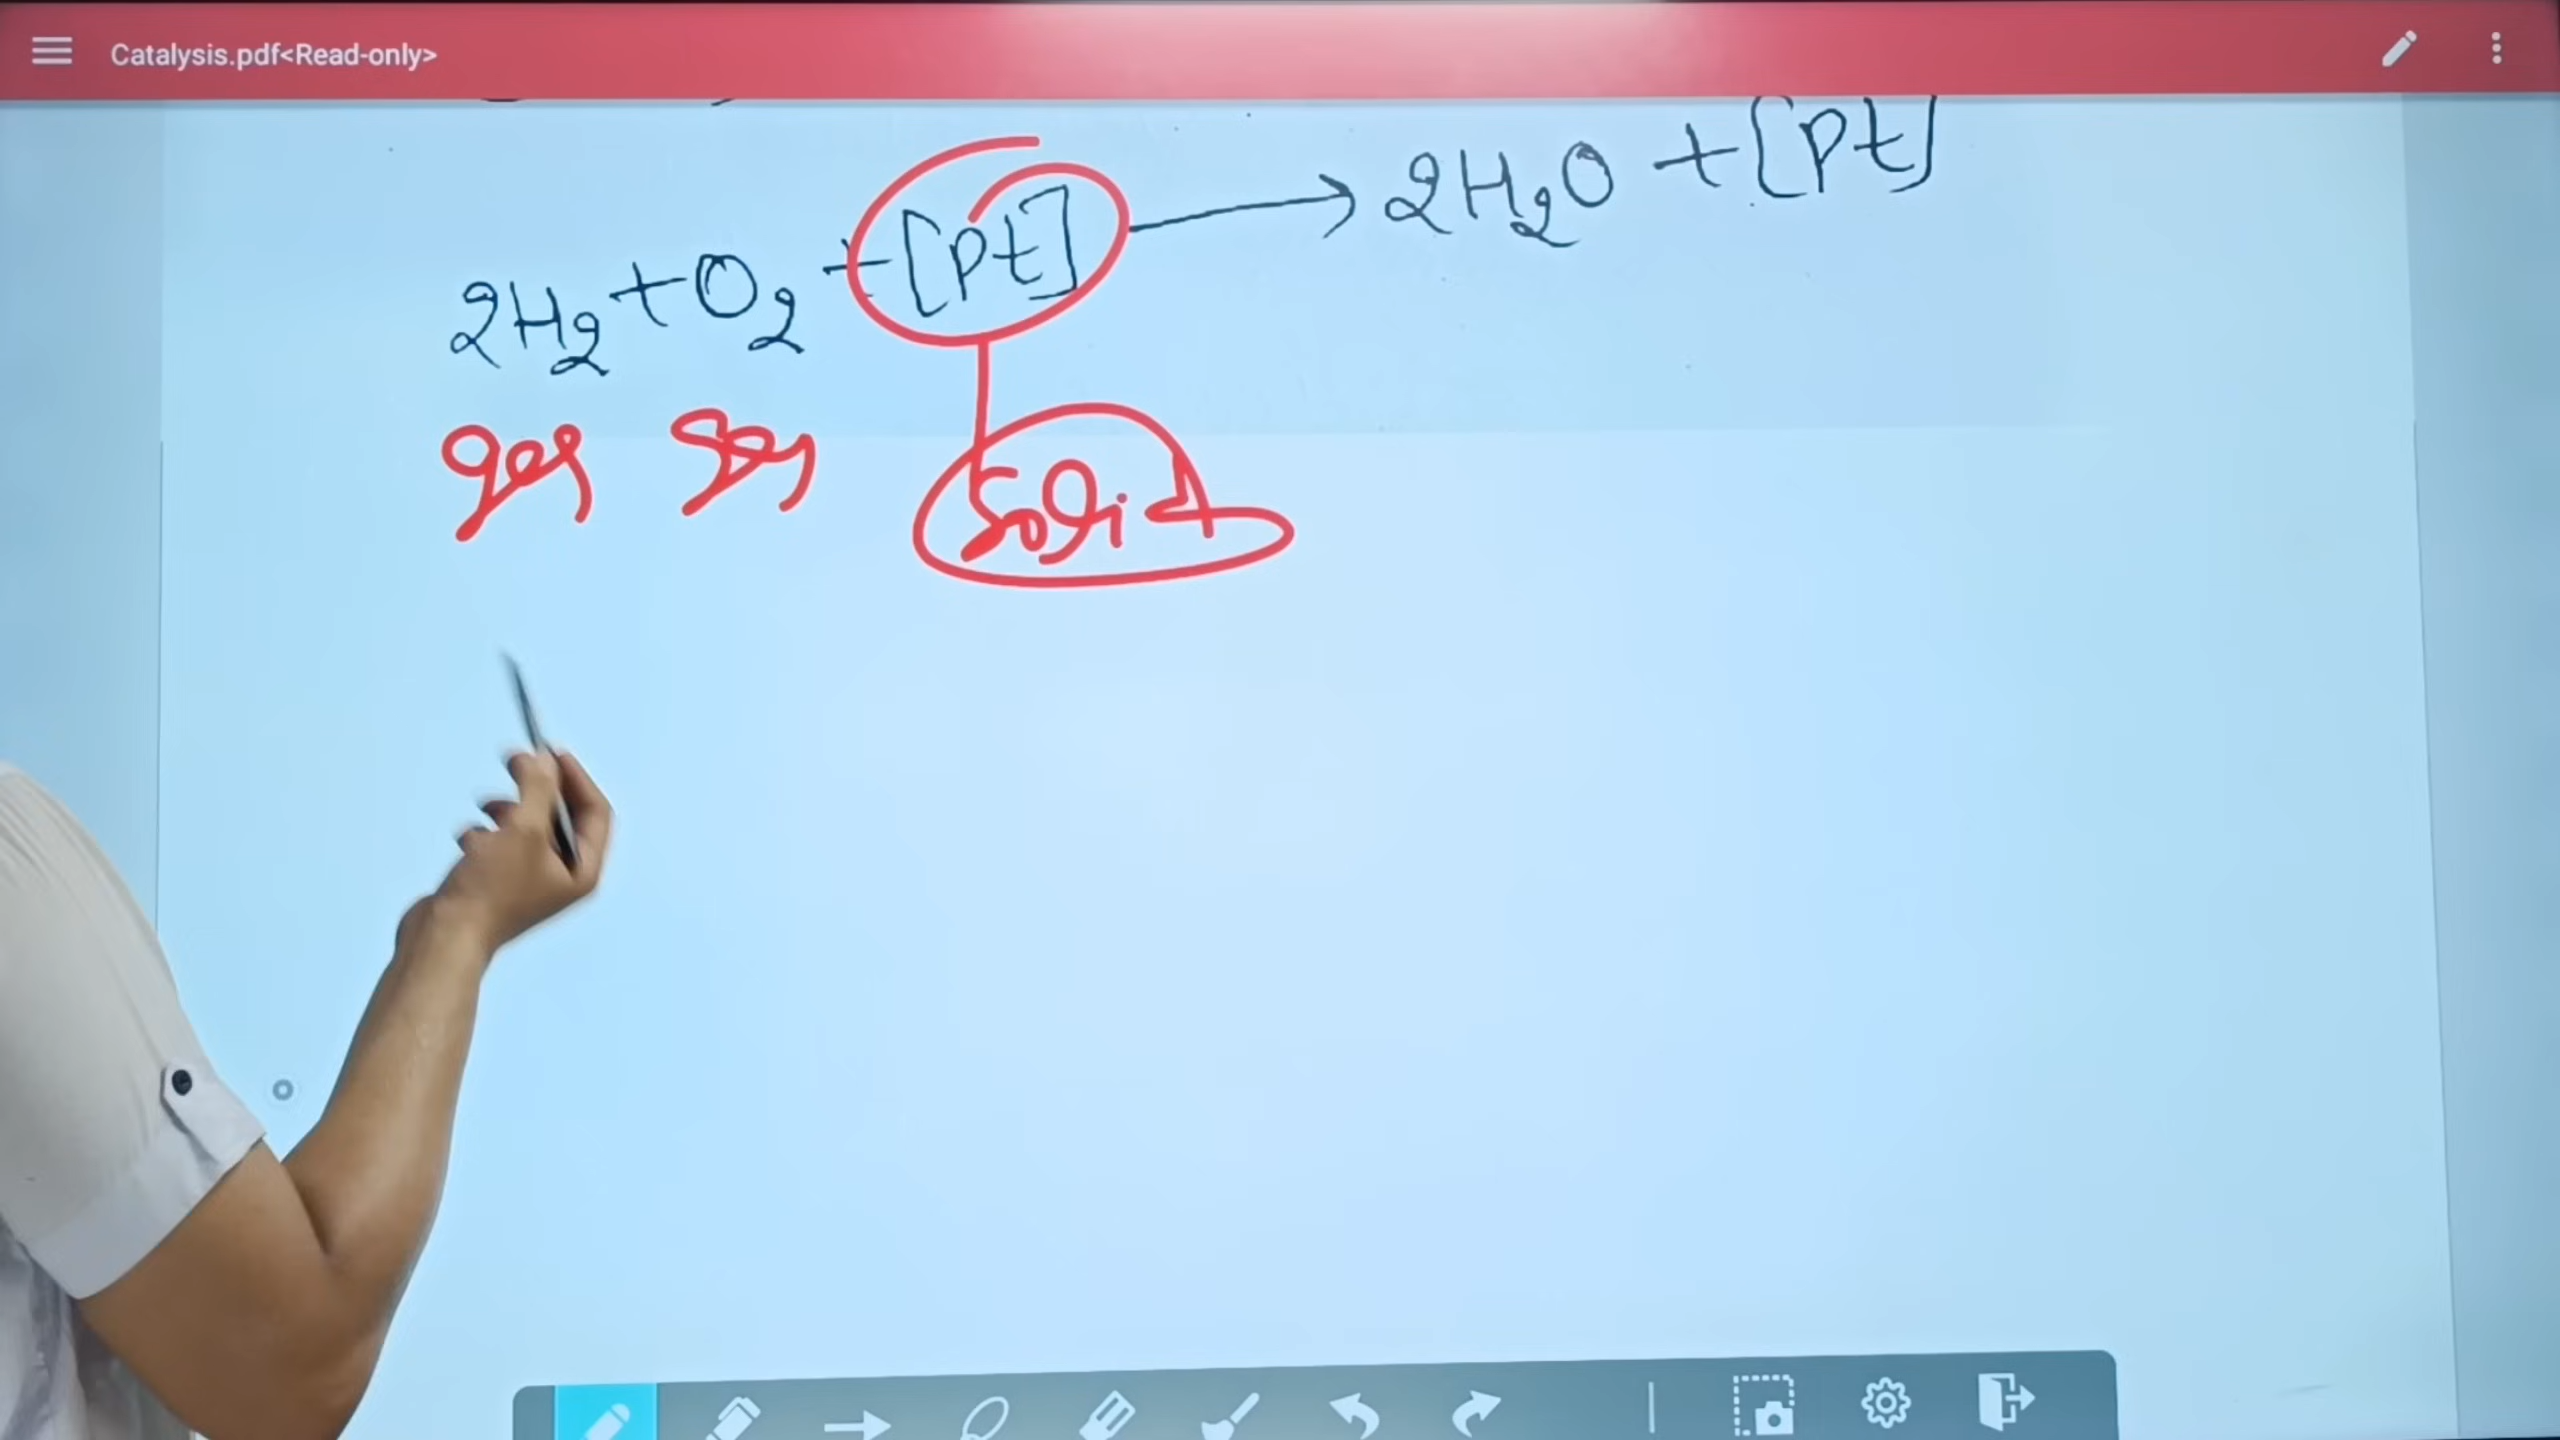 Catalysis.pdf<Read-only>
2H₂+O₂ +[Pt] → 2H₂O +[Pt]
gas gas Solid